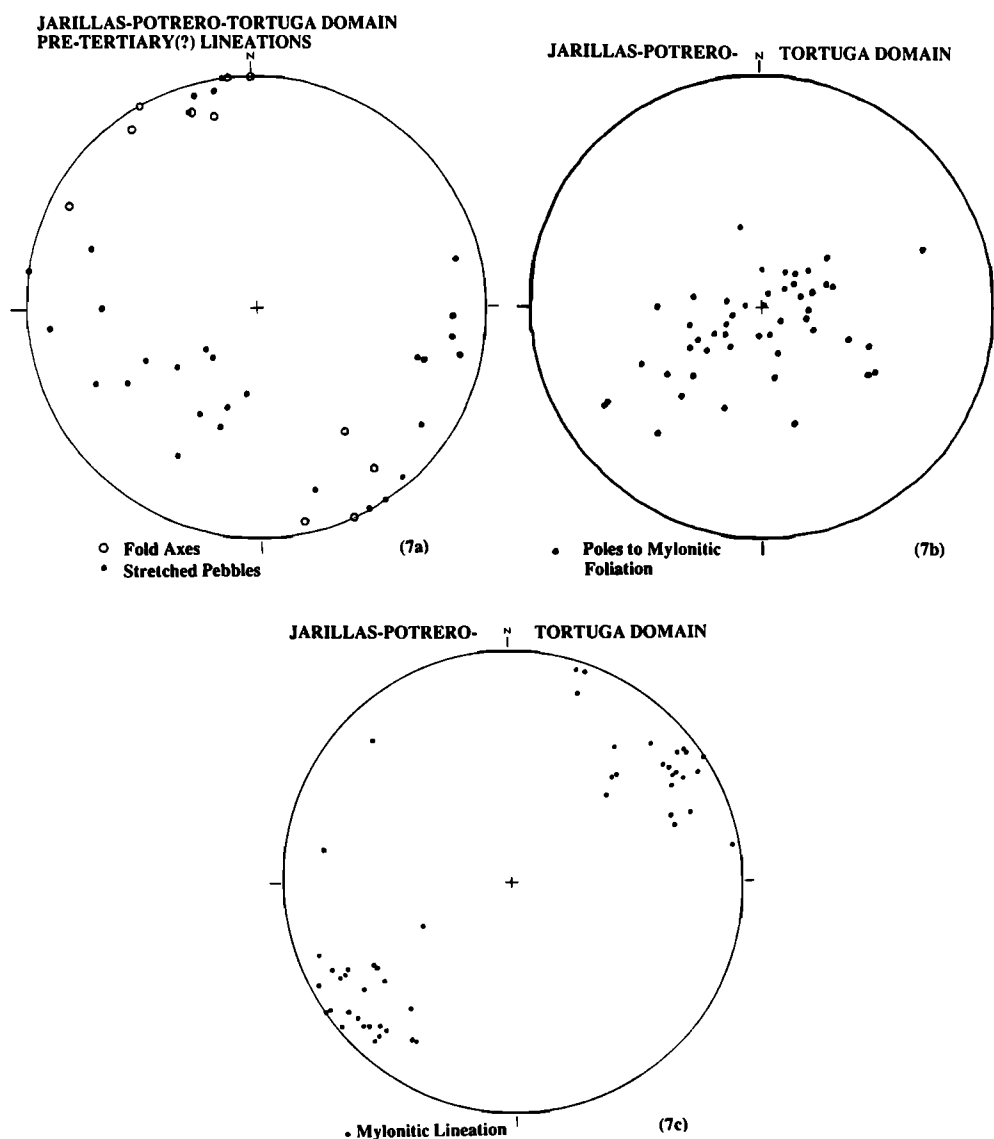 JARILLAS-POTRERO-TORTUGA DOMAIN
PRE-TERTIARY(?) LINEATIONS
N
Fold Axes
Stretched Pebbles
(7a)
JARILLAS-POTRERO- N TORTUGA DOMAIN
Poles to Mylonitic
Foliation
(7b)
JARILLAS-POTRERO- N TORTUGA DOMAIN
Mylonitic Lineation
(7c)